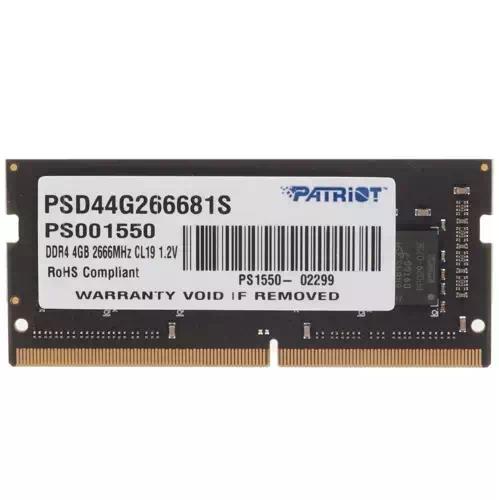 PSD44G266681S
PATRIOT
PS001550
DDR4 4GB 2666MHz CL19 1.2V
RoHS Compliant
PS1550- 02299
WARRANTY VOID IF REMOVED